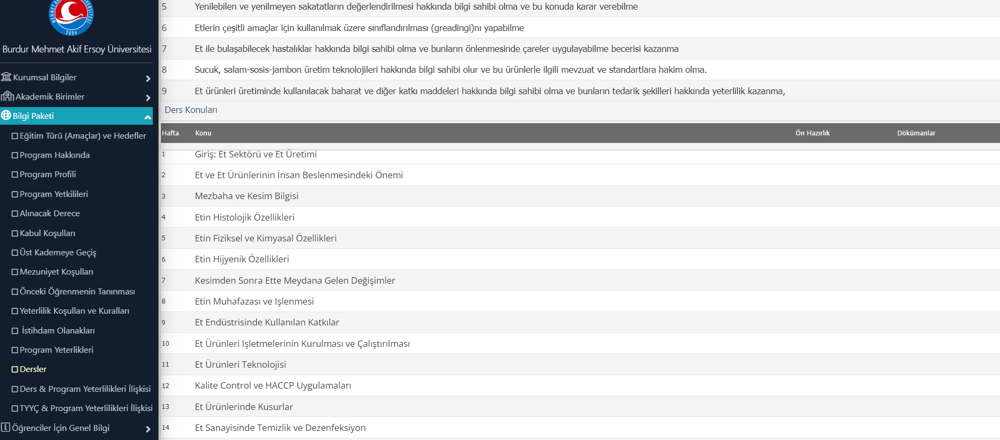 2006
Burdur Mehmet Akif Ersoy Üniversitesi
Kurumsal Bilgiler
Akademik Birimler
Bilgi Paketi
Eğitim Türü (Amaçlar) ve Hedefler
Program Hakkında
Program Profili
Program Yetkilileri
Alınacak Derece
Kabul Koşulları
Üst Kademeye Geçiş
Mezuniyet Koşulları
Önceki Öğrenmenin Tanınması
Yeterlilik Koşulları ve Kuralları
İstihdam Olanakları
Program Yeterlikleri
Dersler
Ders & Program Yeterlilikleri İlişkisi
TYYÇ & Program Yeterlilikleri İlişkisi
Öğrenciler İçin Genel Bilgi
5 Yenilebilen ve yenilmeyen sakatatların değerlendirilmesi hakkında bilgi sahibi olma ve bu konuda karar verebilme
6 Etlerin çeşitli amaçlar için kullanılmak üzere sınıflandırılması (greadingi)nı yapabilme
7 Et ile bulaşabilecek hastalıklar hakkında bilgi sahibi olma ve bunların önlenmesinde çareler uygulayabilme becerisi kazanma
8 Sucuk, salam-sosis-jambon üretim teknolojileri hakkında bilgi sahibi olur ve bu ürünlerle ilgili mevzuat ve standartlara hakim olma.
9 Et ürünleri üretiminde kullanılacak baharat ve diğer katkı maddeleri hakkında bilgi sahibi olma ve bunların tedarik şekilleri hakkında yeterlilik kazanma,
Ders Konuları
Hafta Konu Ön Hazırlık Dökümanlar
1 Giriş: Et Sektörü ve Et Üretimi
2 Et ve Et Ürünlerinin İnsan Beslenmesindeki Önemi
3 Mezbaha ve Kesim Bilgisi
4 Etin Histolojik Özellikleri
5 Etin Fiziksel ve Kimyasal Özellikleri
6 Etin Hijyenik Özellikleri
7 Kesimden Sonra Ette Meydana Gelen Değişimler
8 Etin Muhafazası ve Işlenmesi
9 Et Endüstrisinde Kullanılan Katkılar
10 Et Ürünleri Işletmelerinin Kurulması ve Çalıştırılması
11 Et Ürünleri Teknolojisi
12 Kalite Control ve HACCP Uygulamaları
13 Et Ürünlerinde Kusurlar
14 Et Sanayisinde Temizlik ve Dezenfeksiyon